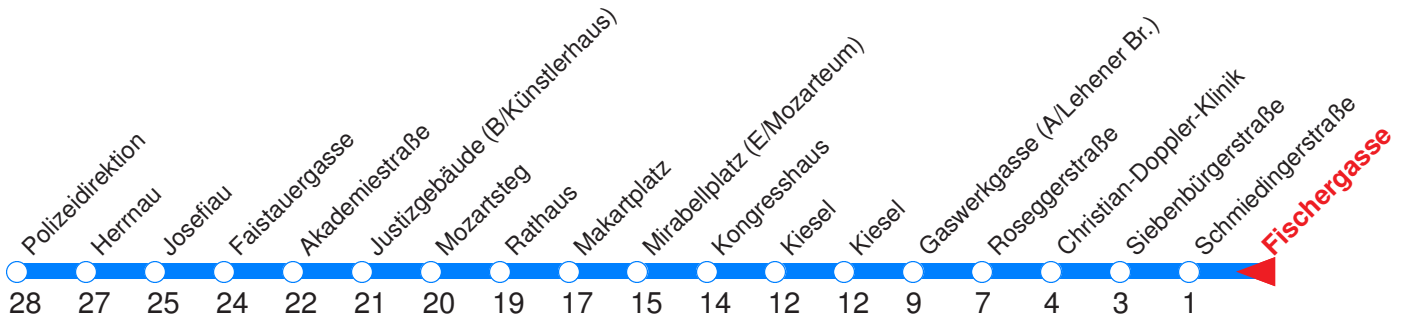 Polizeidirektion
Herrnau
Josefiau
Faistauergasse
Akademiestraße
Justizgebäude (B/Künstlerhaus)
Mozartsteg
Rathaus
Makartplatz
Mirabellplatz (E/Mozarteum)
Kongresshaus
Kiesel
Kiesel
Gaswerkgasse (A/Lehener Br.)
Roseggerstraße
Christian-Doppler-Klinik
Siebenbürgerstraße
Schmiedingerstraße
Fischergasse
28 27 25 24 22 21 20 19 17 15 14 12 12 9 7 4 3 1